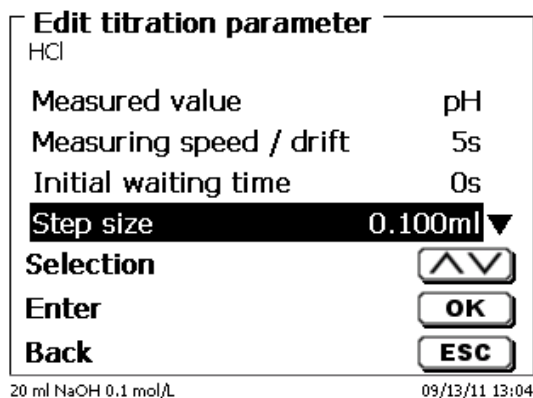 Edit titration parameter
HCl
Measured value pH
Measuring speed / drift 5s
Initial waiting time 0s
Step size 0.100ml
Selection
Enter OK
Back ESC
20 ml NaOH 0.1 mol/L 09/13/11 13:04